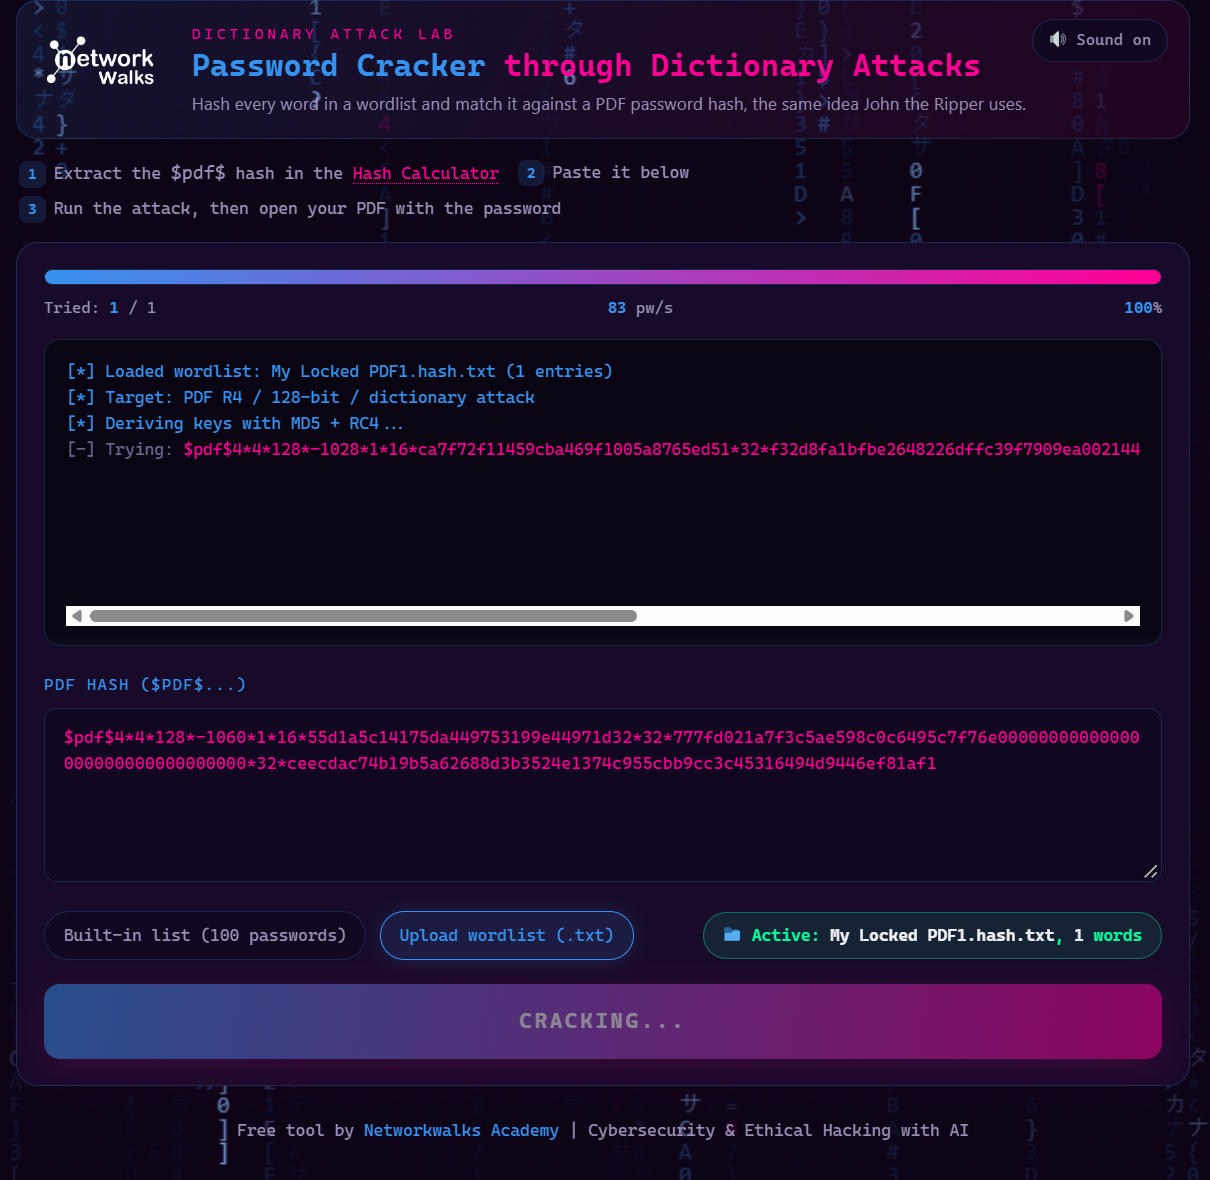 network
Walks
DICTIONARY ATTACK LAB
Password Cracker through Dictionary Attacks
Hash every word in a wordlist and match it against a PDF password hash, the same idea John the Ripper uses.
Sound on
1 Extract the $pdf$ hash in the Hash Calculator 2 Paste it below
3 Run the attack, then open your PDF with the password
Tried: 1 / 1 83 pw/s 100%
[*] Loaded wordlist: My Locked PDF1.hash.txt (1 entries)
[*] Target: PDF R4 / 128-bit / dictionary attack
[*] Deriving keys with MD5 + RC4...
[-] Trying: $pdf$4*4*128*-1028*1*16*ca7f72f11459cba469f1005a8765ed51*32*f32d8fa1bfbe2648226dffc39f7909ea002144
PDF HASH ($PDF$...)
$pdf$4*4*128*-1060*1*16*55d1a5c14175da449753199e44971d32*32*777fd021a7f3c5ae598c0c6495c7f76e00000000000000
000000000000000000*32*ceecdac74b19b5a62688d3b3524e1374c955cbb9cc3c45316494d9446ef81af1
Built-in list (100 passwords) Upload wordlist (.txt) Active: My Locked PDF1.hash.txt, 1 words
CRACKING...
Free tool by Networkwalks Academy | Cybersecurity & Ethical Hacking with AI